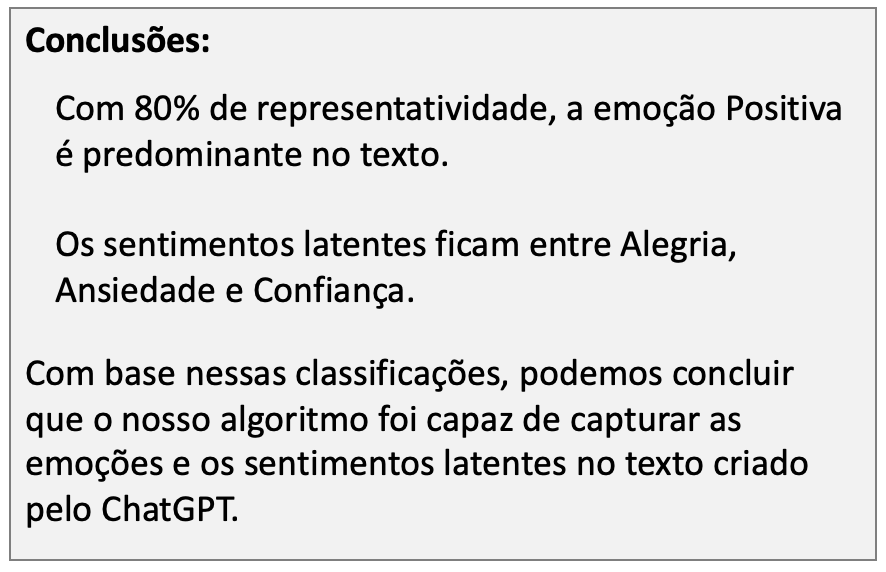 Conclusões:
Com 80% de representatividade, a emoção Positiva
é predominante no texto.
Os sentimentos latentes ficam entre Alegria,
Ansiedade e Confiança.
Com base nessas classificações, podemos concluir
que o nosso algoritmo foi capaz de capturar as
emoções e os sentimentos latentes no texto criado
pelo ChatGPT.